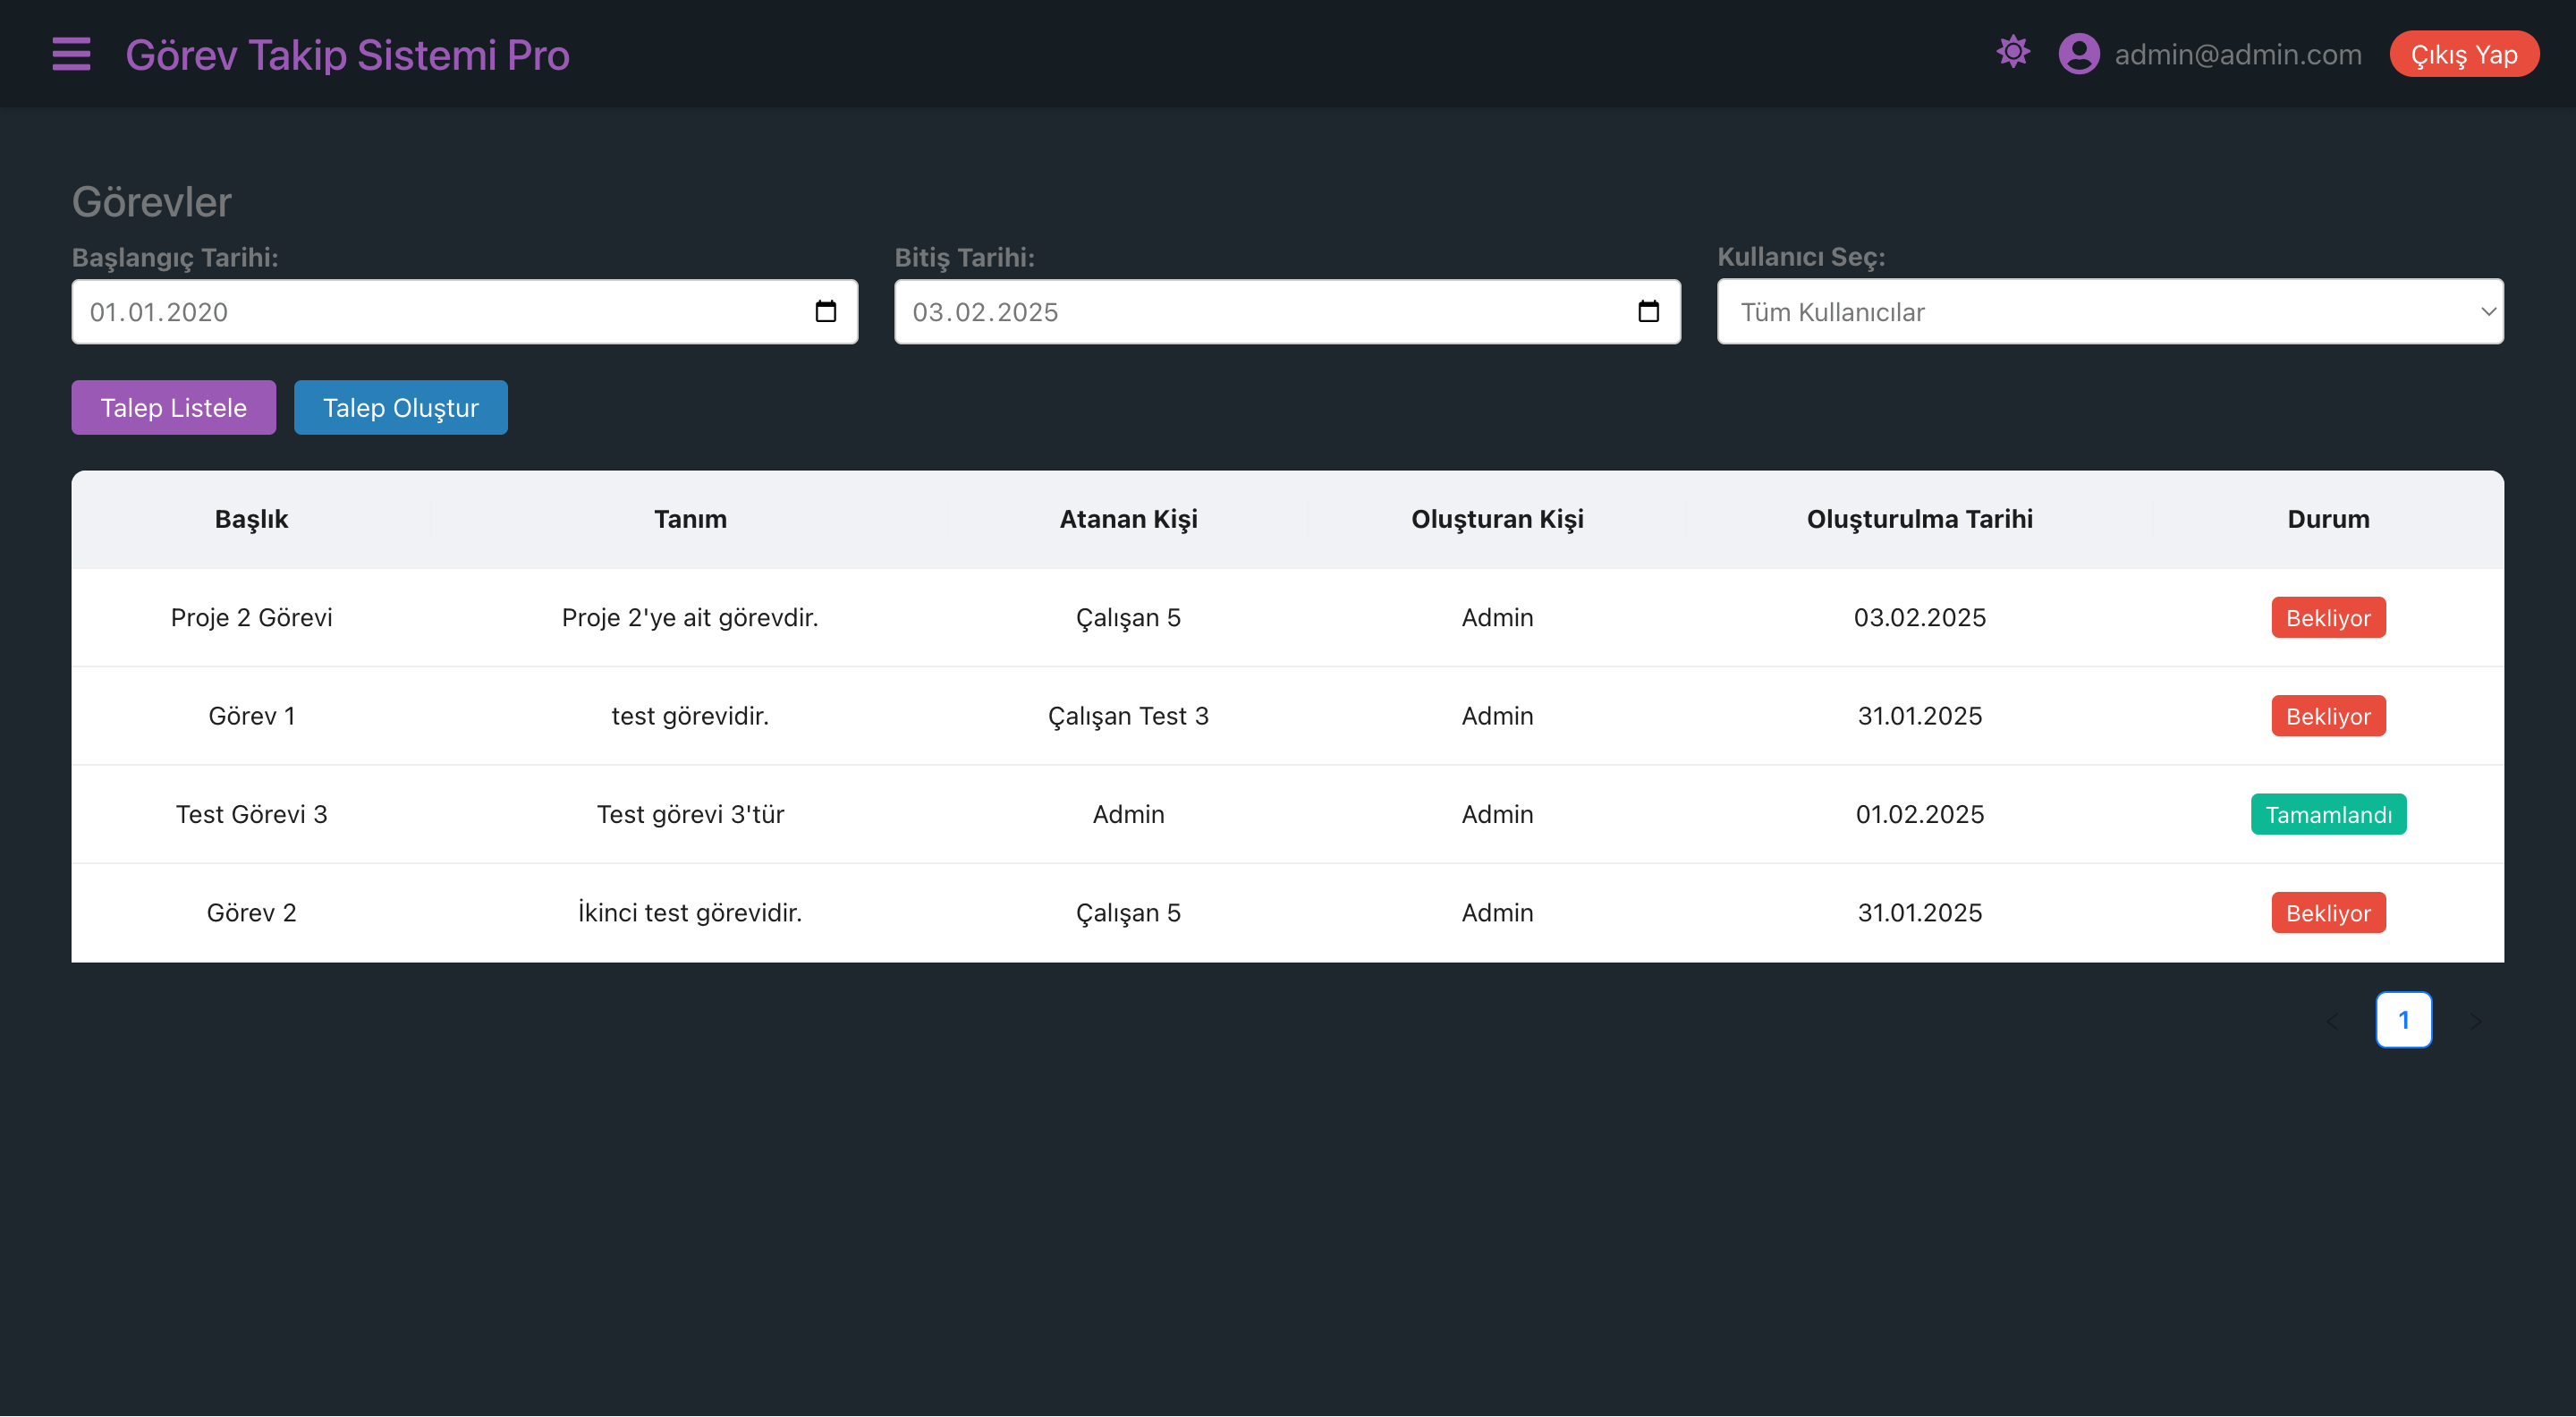 Görev Takip Sistemi Pro
admin@admin.com
Çıkış Yap
Görevler
Başlangıç Tarihi: Bitiş Tarihi: Kullanıcı Seç:
01.01.2020 03.02.2025 Tüm Kullanıcılar
Talep Listele Talep Oluştur
Başlık Tanım Atanan Kişi Oluşturan Kişi Oluşturulma Tarihi Durum
Proje 2 Görevi Proje 2'ye ait görevdir. Çalışan 5 Admin 03.02.2025 Bekliyor
Görev 1 test görevidir. Çalışan Test 3 Admin 31.01.2025 Bekliyor
Test Görevi 3 Test görevi 3'tür Admin Admin 01.02.2025 Tamamlandı
Görev 2 İkinci test görevidir. Çalışan 5 Admin 31.01.2025 Bekliyor
1